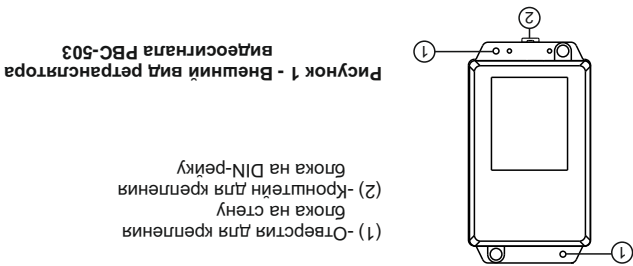 (1) -Отверстия для крепления
блока на стену
(2) -Кронштейн для крепления
блока на DIN-рейку
Рисунок 1 - Внешний вид ретранслятора
видеосигнала РВС-503
1
1
2